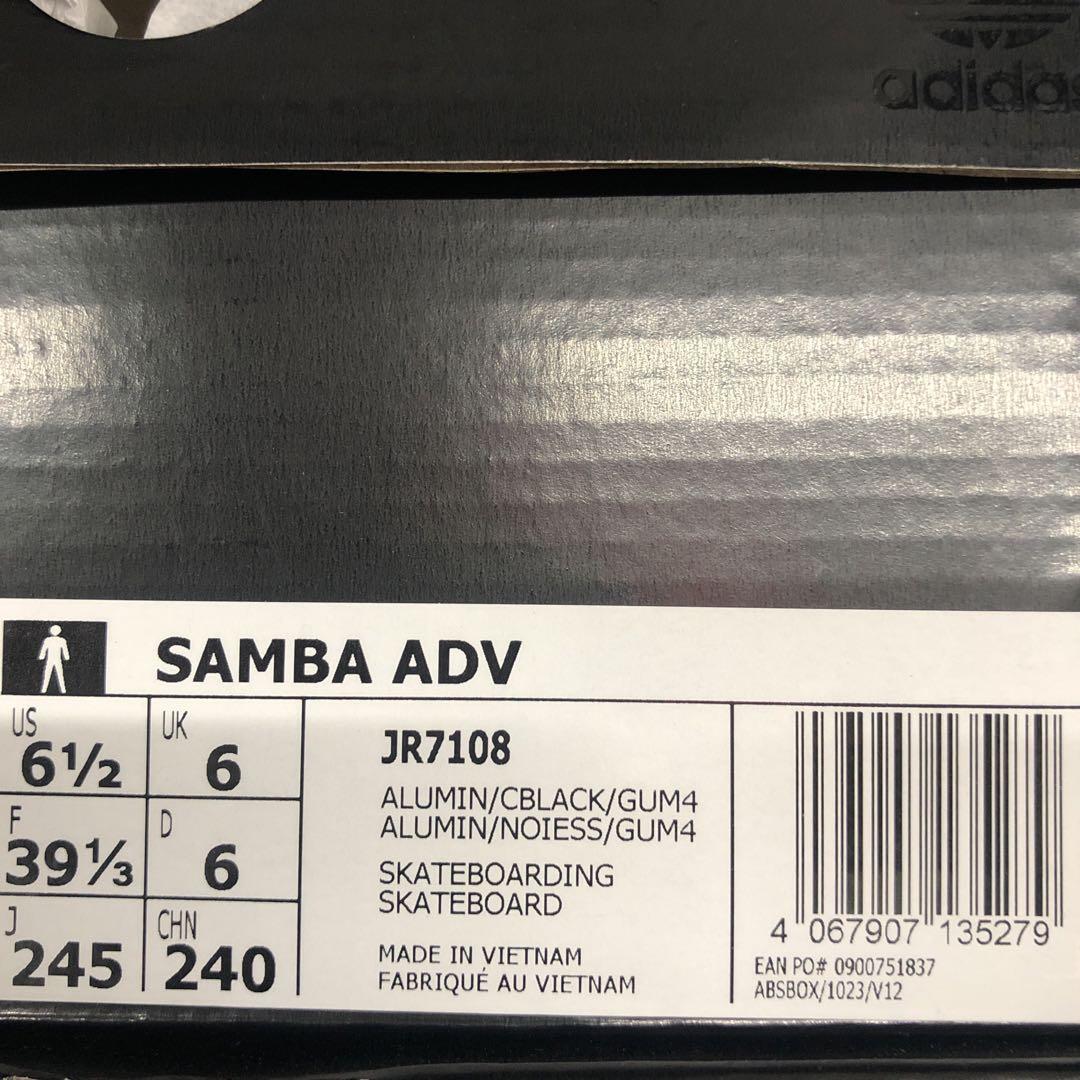 adidas
SAMBA ADV
US
6½
UK
6
F
39⅓
D
6
J
245
CHN
240
JR7108
ALUMIN/CBLACK/GUM4
ALUMIN/NOIESS/GUM4
SKATEBOARDING
SKATEBOARD
MADE IN VIETNAM
FABRIQUÉ AU VIETNAM
4 067907 135279
EAN PO# 0900751837
ABSBOX/1023/V12